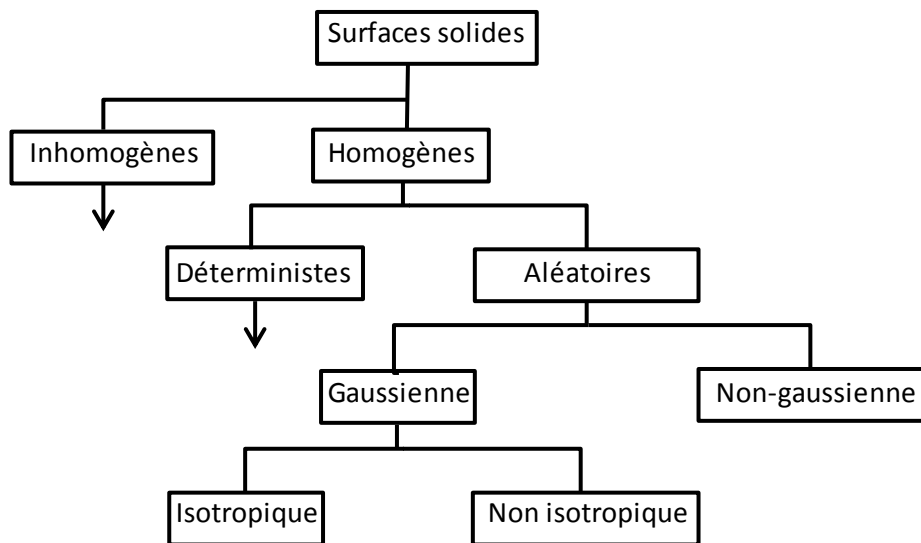 Surfaces solides
Inhomogènes
Homogènes
Déterministes
Aléatoires
Gaussienne
Non-gaussienne
Isotropique
Non isotropique